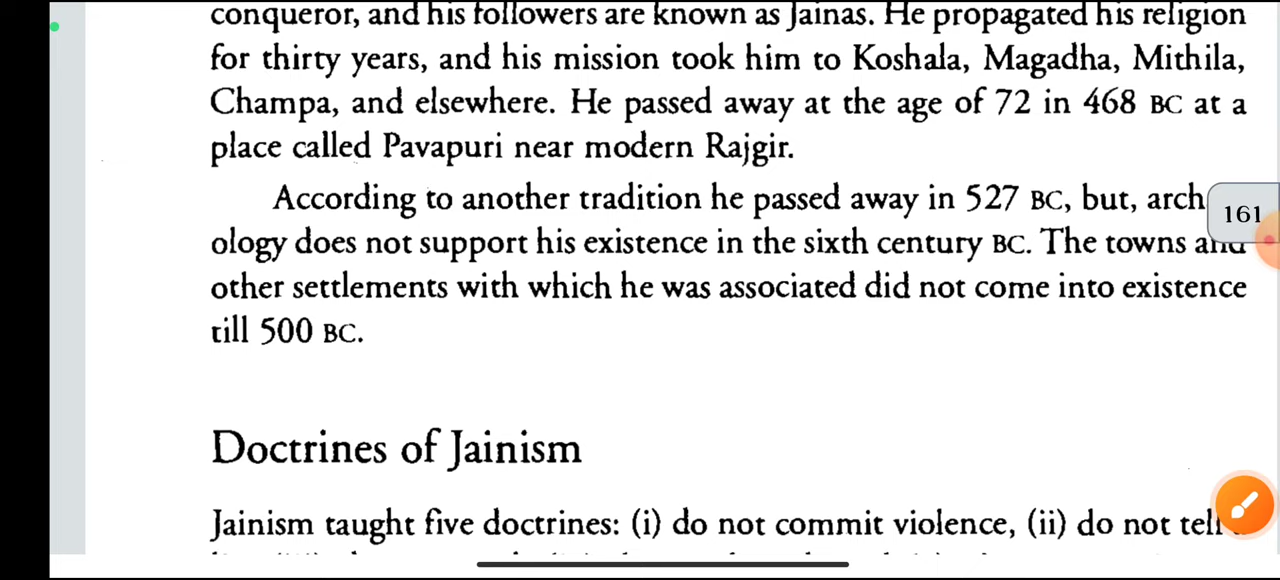 conqueror, and his followers are known as Jainas. He propagated his religion
for thirty years, and his mission took him to Koshala, Magadha, Mithila,
Champa, and elsewhere. He passed away at the age of 72 in 468 BC at a
place called Pavapuri near modern Rajgir.
According to another tradition he passed away in 527 BC, but, arch
161
ology does not support his existence in the sixth century BC. The towns and
other settlements with which he was associated did not come into existence
till 500 BC.
Doctrines of Jainism
Jainism taught five doctrines: (i) do not commit violence, (ii) do not tell